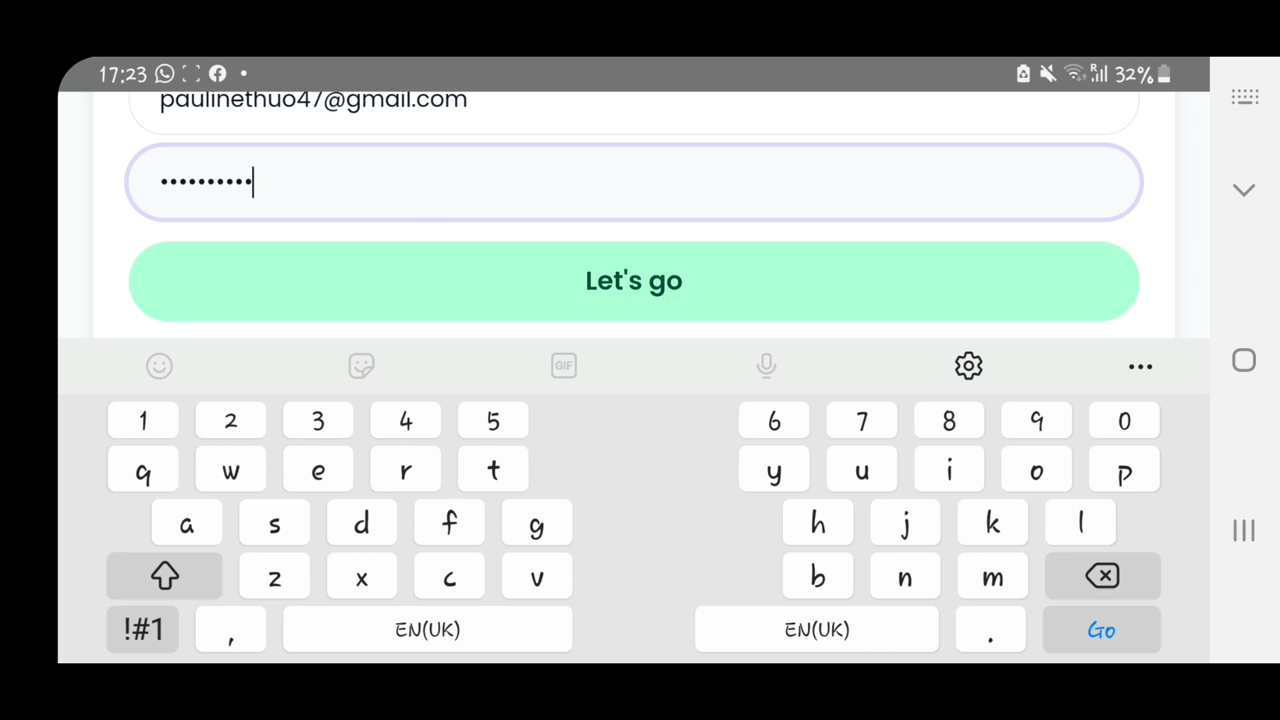 17:23 R 32%
paulinethuo47@gmail.com
••••••••••
Let's go
GIF
1 2 3 4 5 6 7 8 9 0
q w e r t y u i o p
a s d f g h j k l
z x c v b n m
!#1 , EN(UK) EN(UK) . Go